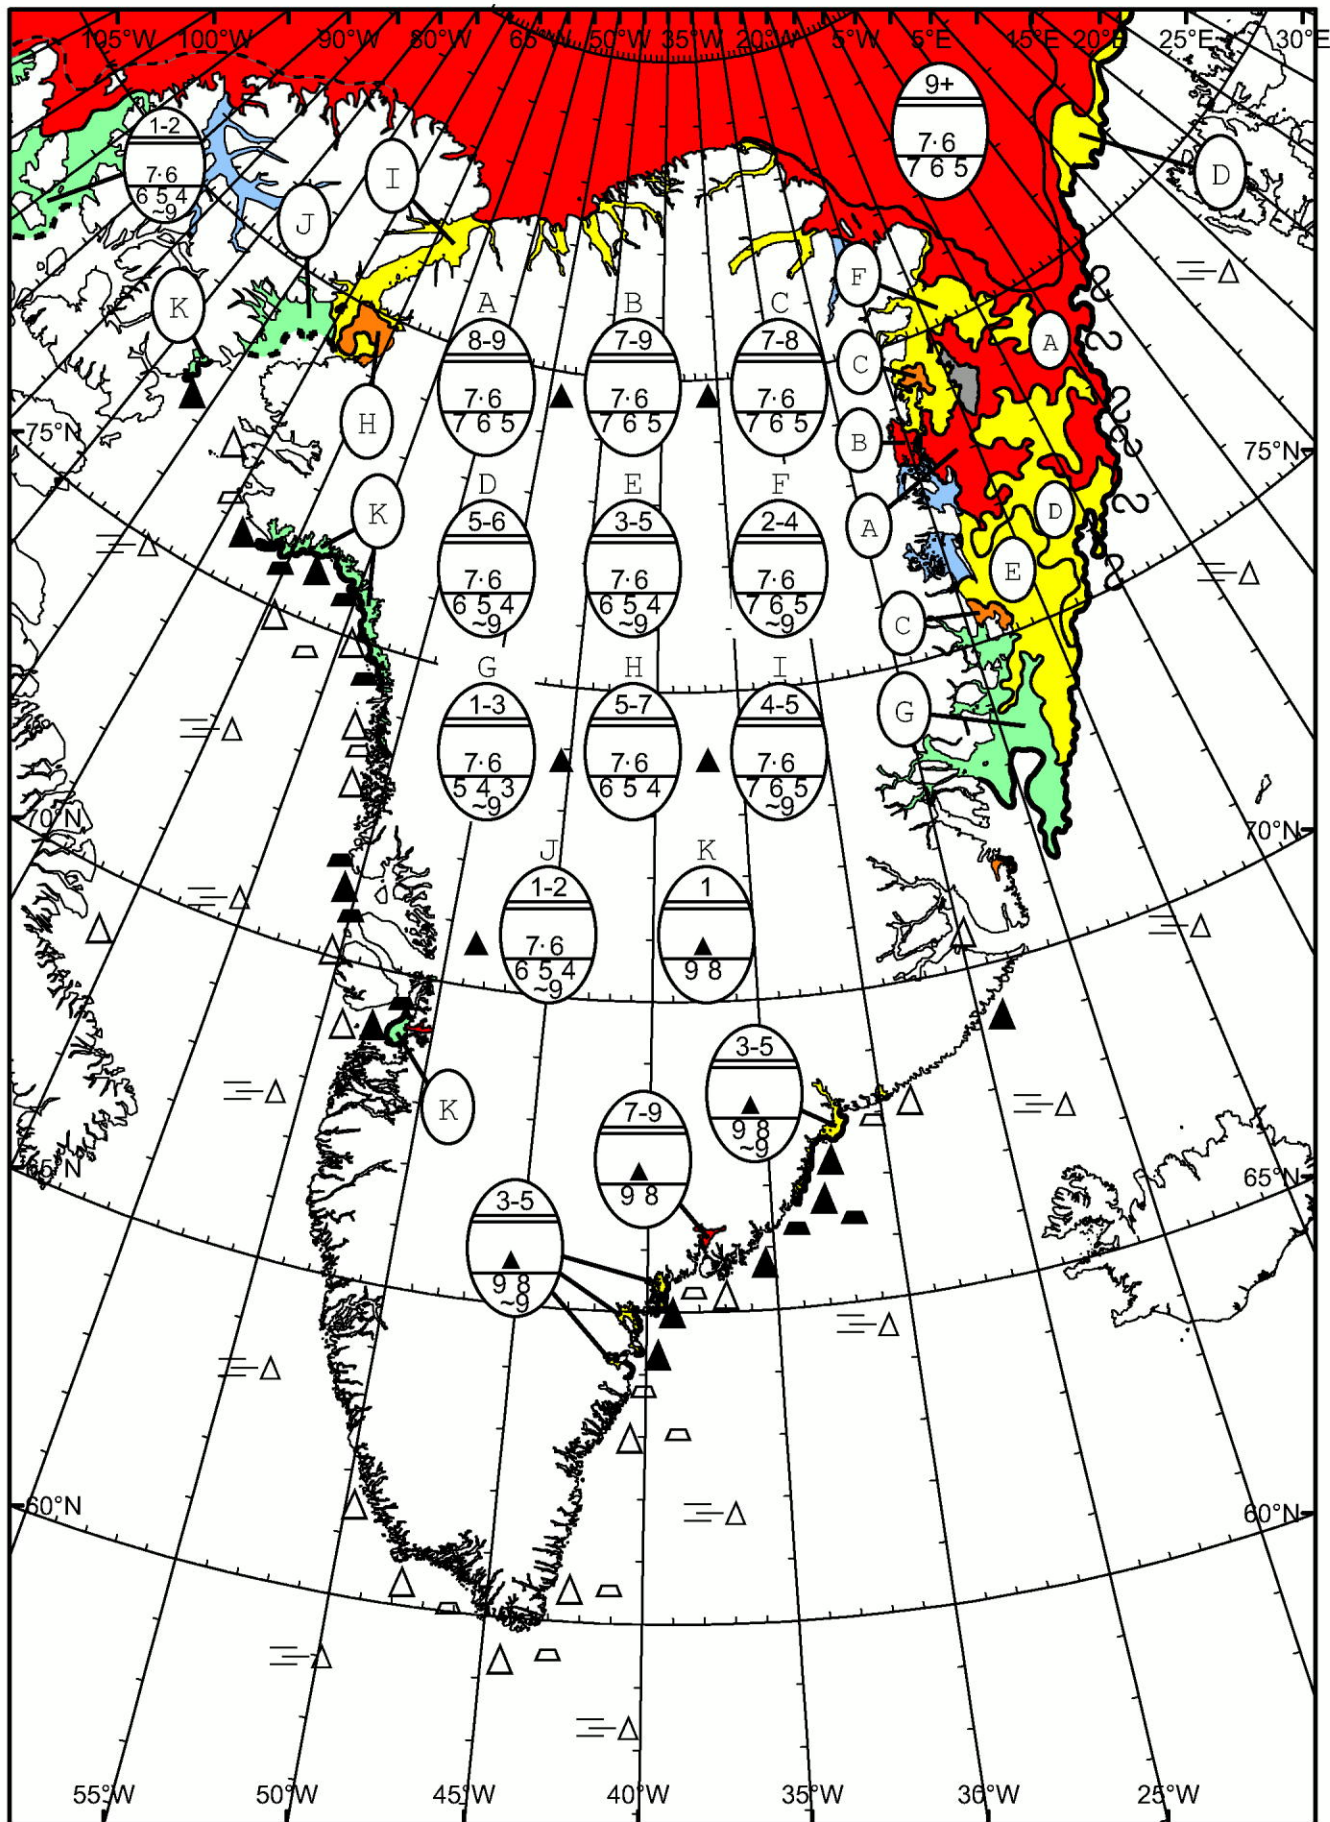 105°W 100°W 90°W 80°W 65°W 50°W 35°W 20°W 5°W 5°E 15°E 20°E 25°E 30°E
9+
7·6
7 6 5
1-2
7·6
6 5 4
~9
I
D
J
K
F
A
A B C
8-9 7-9 7-8
7·6 7·6 7·6
7 6 5 7 6 5 7 6 5
C
H
B
75°N 75°N
D E F
K
A
D
5-6 3-5 2-4
7·6 7·6 7·6
6 5 4 6 5 4 7 6 5
~9 ~9 ~9
E
C
G H I
1-3 5-7 4-5
7·6 7·6 7·6
5 4 3 6 5 4 7 6 5
~9 ~9
G
70°N 70°N
J K
1-2 1
7·6
6 5 4 9 8
~9
3-5
9 8
~9
K
7-9
9 8
65°N 65°N
3-5
9 8
~9
60°N 60°N
55°W 50°W 45°W 40°W 35°W 30°W 25°W